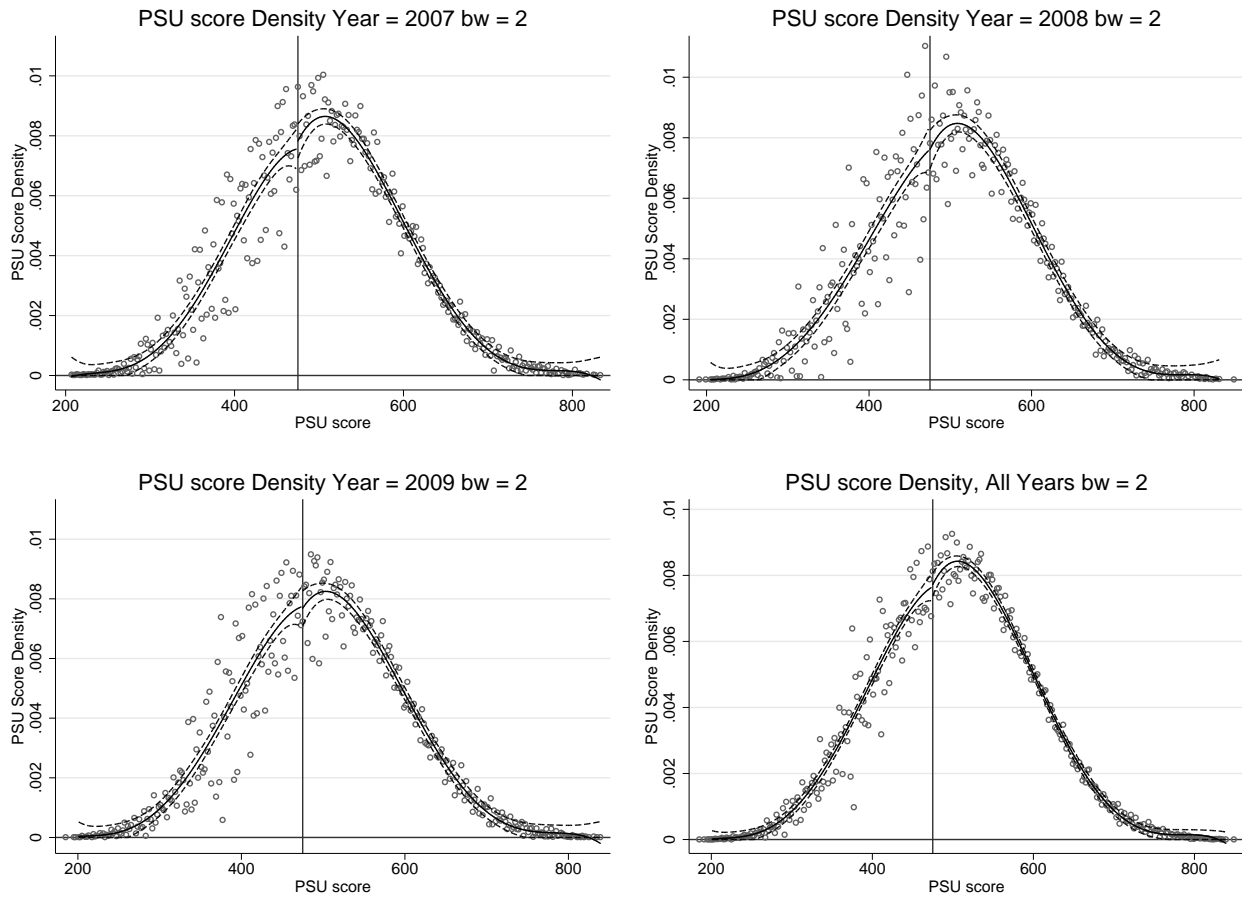 PSU score Density Year = 2007 bw = 2
PSU Score Density
.01
.008
.006
.004
.002
0
200 400 600 800
PSU score
PSU score Density Year = 2008 bw = 2
PSU Score Density
.01
.008
.006
.004
.002
0
200 400 600 800
PSU score
PSU score Density Year = 2009 bw = 2
PSU Score Density
.01
.008
.006
.004
.002
0
200 400 600 800
PSU score
PSU score Density, All Years bw = 2
PSU Score Density
.01
.008
.006
.004
.002
0
200 400 600 800
PSU score